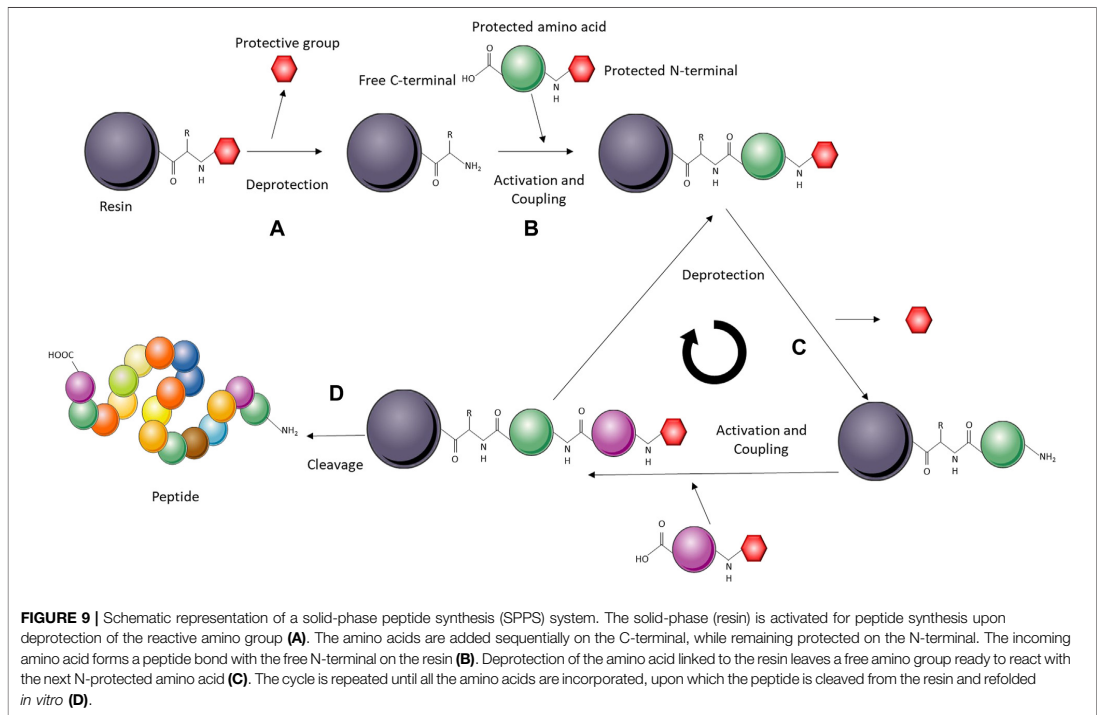 Protective group
Protected amino acid
Free C-terminal
O
HO
N
H
Protected N-terminal
R
O
N
H
Resin
Deprotection
A
R
O
NH₂
Activation and
Coupling
B
R
O
O
N
H
N
H
Deprotection
C
HOOC
NH₂
Peptide
D
Cleavage
R
O
N
H
O
N
H
O
N
H
Activation and
Coupling
R
O
N
H
O
NH₂
O
HO
N
H
FIGURE 9 | Schematic representation of a solid-phase peptide synthesis (SPPS) system. The solid-phase (resin) is activated for peptide synthesis upon
deprotection of the reactive amino group (A). The amino acids are added sequentially on the C-terminal, while remaining protected on the N-terminal. The incoming
amino acid forms a peptide bond with the free N-terminal on the resin (B). Deprotection of the amino acid linked to the resin leaves a free amino group ready to react with
the next N-protected amino acid (C). The cycle is repeated until all the amino acids are incorporated, upon which the peptide is cleaved from the resin and refolded
in vitro (D).